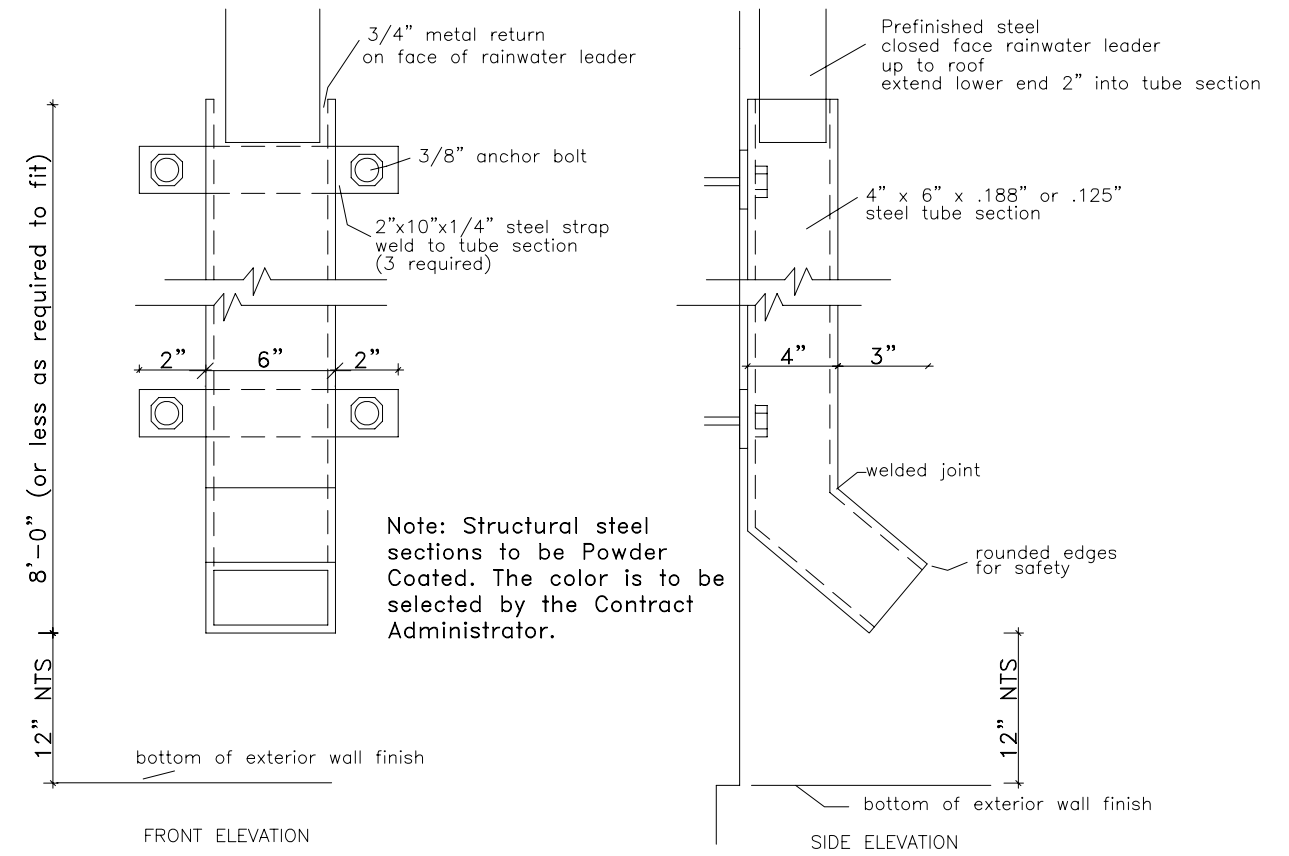 3/4" metal return
on face of rainwater leader
3/8" anchor bolt
2"x10"x1/4" steel strap
weld to tube section
(3 required)
8'-0" (or less as required to fit)
2" 6" 2"
12" NTS
bottom of exterior wall finish
FRONT ELEVATION
Note: Structural steel
sections to be Powder
Coated. The color is to be
selected by the Contract
Administrator.
Prefinished steel
closed face rainwater leader
up to roof
extend lower end 2" into tube section
4" x 6" x .188" or .125"
steel tube section
4" 3"
welded joint
rounded edges
for safety
12" NTS
bottom of exterior wall finish
SIDE ELEVATION